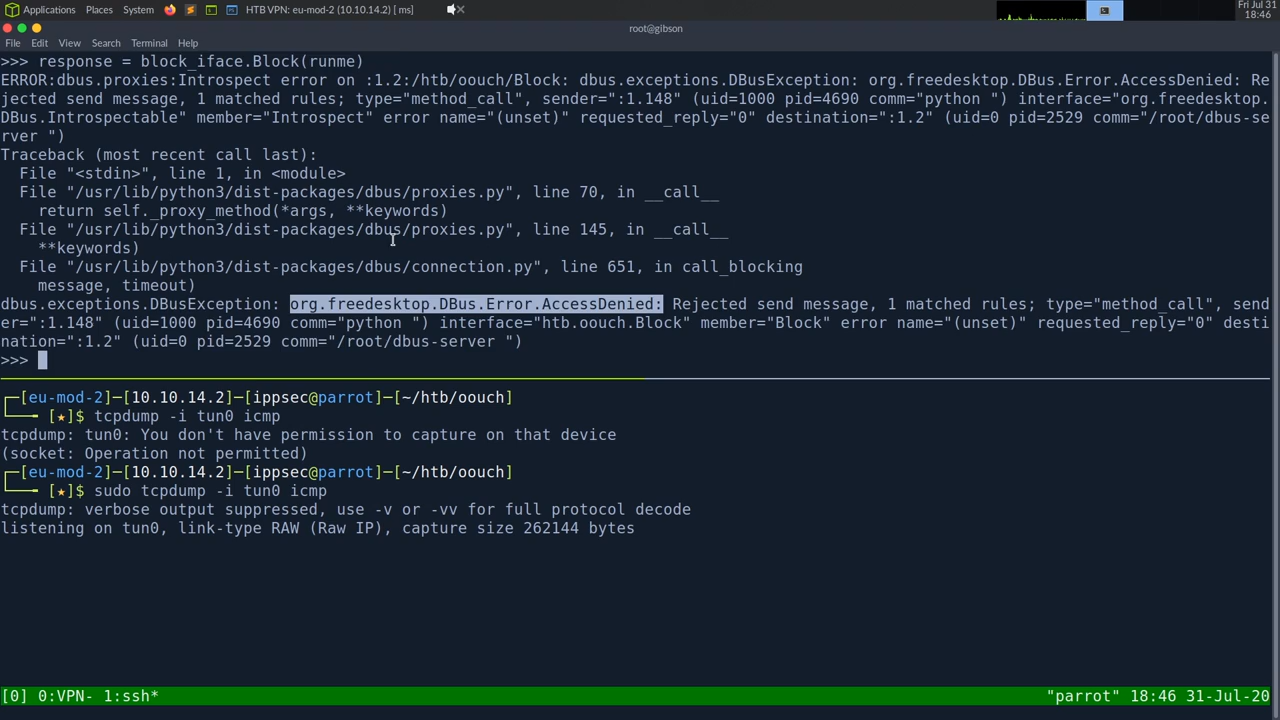 Applications Places System HTB VPN: eu-mod-2 (10.10.14.2) [ ms]
Fri Jul 31
18:46
root@gibson
File Edit View Search Terminal Help
>>> response = block_iface.Block(runme)
ERROR:dbus.proxies:Introspect error on :1.2:/htb/oouch/Block: dbus.exceptions.DBusException: org.freedesktop.DBus.Error.AccessDenied: Re
jected send message, 1 matched rules; type="method_call", sender=":1.148" (uid=1000 pid=4690 comm="python ") interface="org.freedesktop.
DBus.Introspectable" member="Introspect" error name="(unset)" requested_reply="0" destination=":1.2" (uid=0 pid=2529 comm="/root/dbus-se
rver ")
Traceback (most recent call last):
  File "<stdin>", line 1, in <module>
  File "/usr/lib/python3/dist-packages/dbus/proxies.py", line 70, in __call__
    return self._proxy_method(*args, **keywords)
  File "/usr/lib/python3/dist-packages/dbus/proxies.py", line 145, in __call__
    **keywords)
  File "/usr/lib/python3/dist-packages/dbus/connection.py", line 651, in call_blocking
    message, timeout)
dbus.exceptions.DBusException: org.freedesktop.DBus.Error.AccessDenied: Rejected send message, 1 matched rules; type="method_call", send
er=":1.148" (uid=1000 pid=4690 comm="python ") interface="htb.oouch.Block" member="Block" error name="(unset)" requested_reply="0" desti
nation=":1.2" (uid=0 pid=2529 comm="/root/dbus-server ")
>>>
┌─[eu-mod-2]─[10.10.14.2]─[ippsec@parrot]─[~/htb/oouch]
└──╼ [★]$ tcpdump -i tun0 icmp
tcpdump: tun0: You don't have permission to capture on that device
(socket: Operation not permitted)
┌─[eu-mod-2]─[10.10.14.2]─[ippsec@parrot]─[~/htb/oouch]
└──╼ [★]$ sudo tcpdump -i tun0 icmp
tcpdump: verbose output suppressed, use -v or -vv for full protocol decode
listening on tun0, link-type RAW (Raw IP), capture size 262144 bytes
[0] 0:VPN- 1:ssh* "parrot" 18:46 31-Jul-20